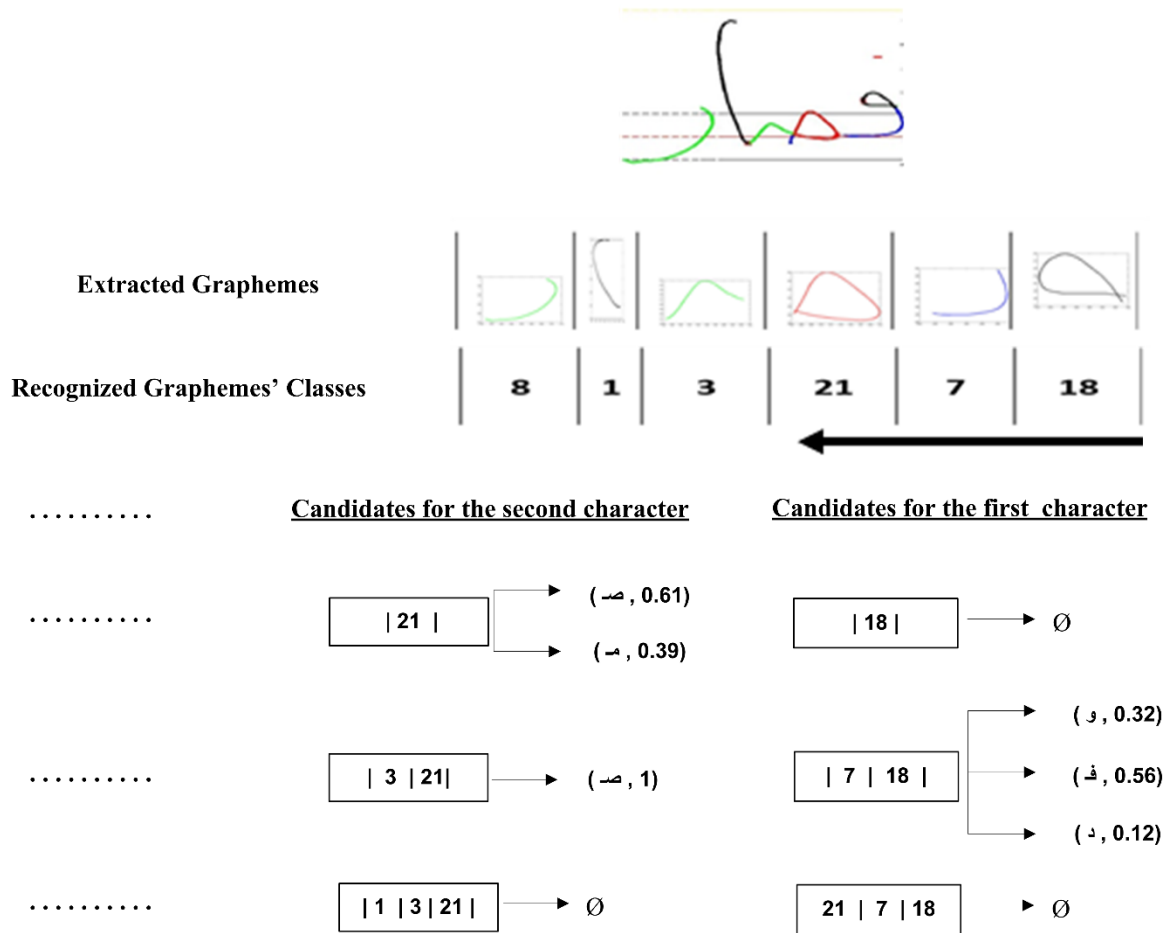 Extracted Graphemes
Recognized Graphemes’ Classes
8 | 1 | 3 | 21 | 7 | 18
.......... Candidates for the second character Candidates for the first character
.......... | 21 | ( صـ , 0.61) | 18 | Ø
( مـ , 0.39)
( و , 0.32)
.......... | 3 | 21| ( صـ , 1) | 7 | 18 | ( فـ , 0.56)
( د , 0.12)
.......... | 1 | 3 | 21 | Ø 21 | 7 | 18 Ø